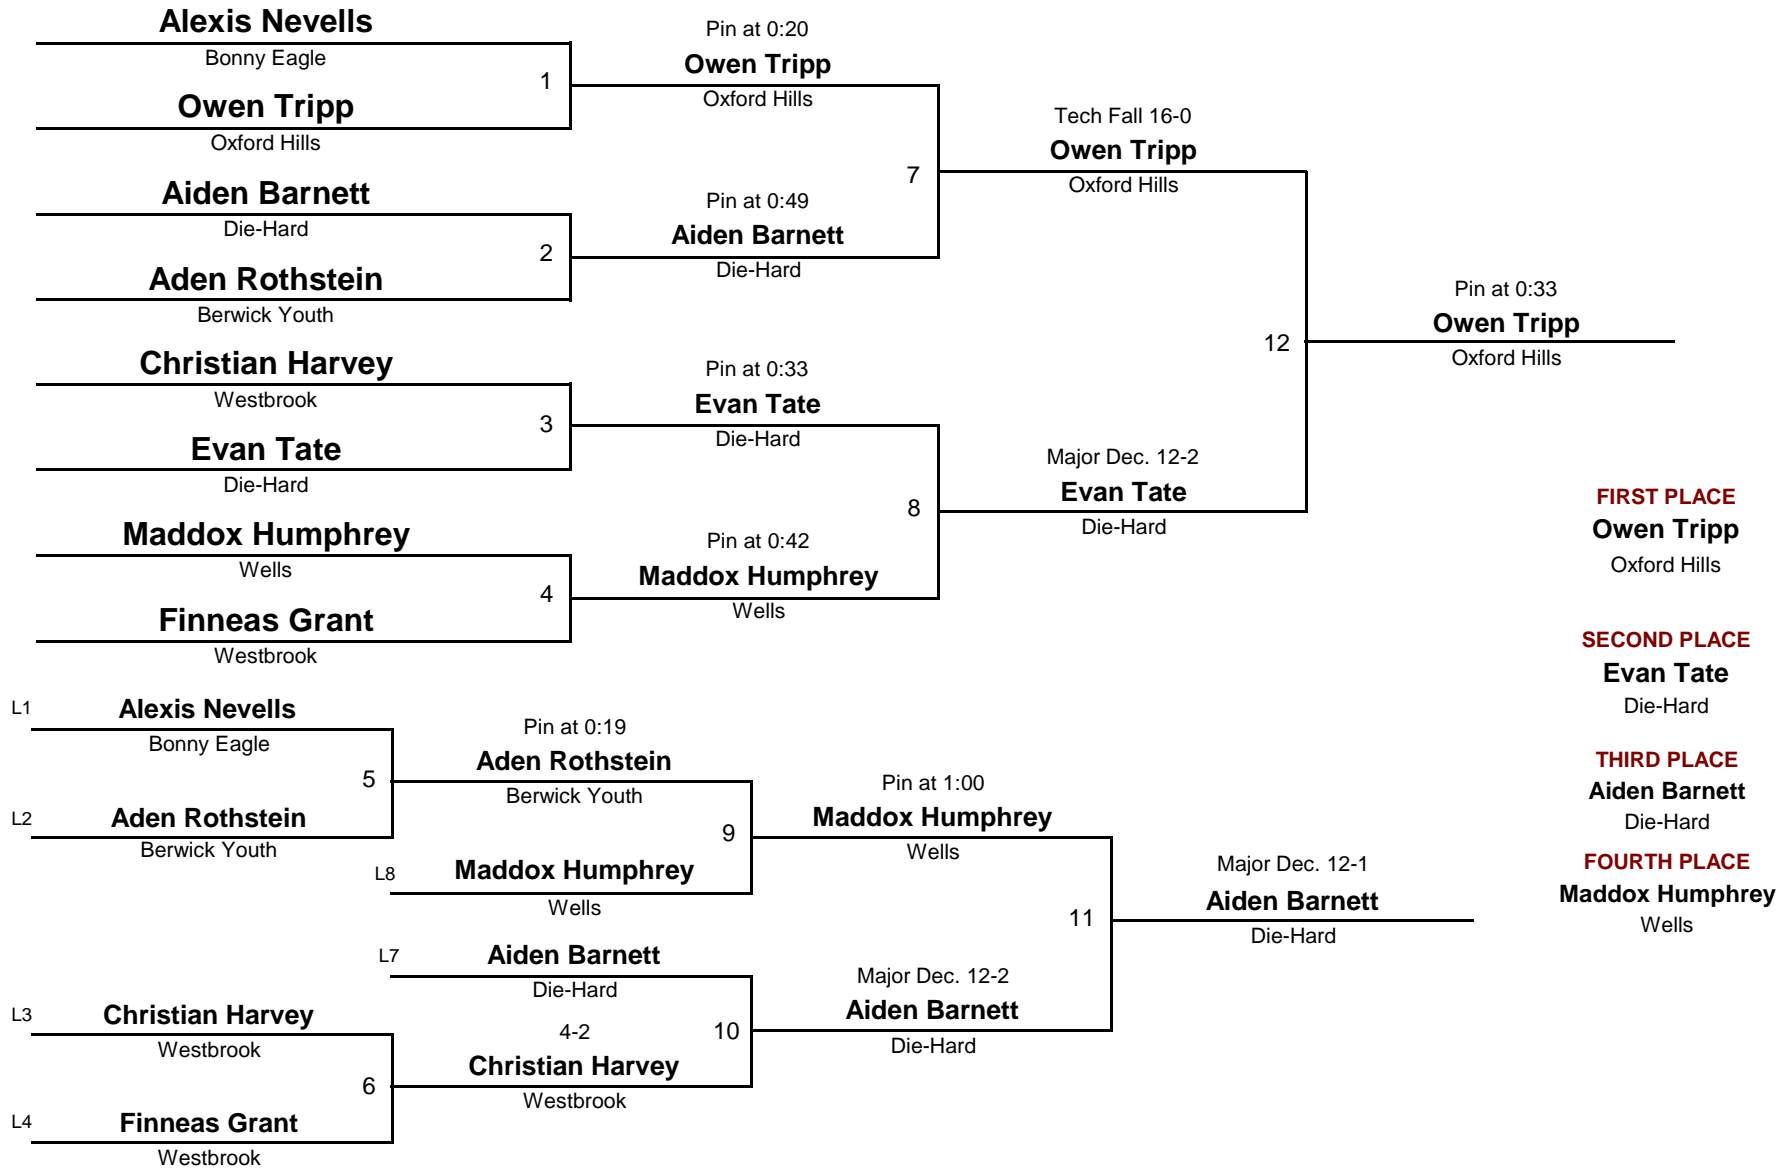 Alexis Nevells
Bonny Eagle
1
Owen Tripp
Oxford Hills
Aiden Barnett
Die-Hard
2
Aden Rothstein
Berwick Youth
Christian Harvey
Westbrook
3
Evan Tate
Die-Hard
Maddox Humphrey
Wells
4
Finneas Grant
Westbrook
Pin at 0:20
Owen Tripp
Oxford Hills
7
Pin at 0:49
Aiden Barnett
Die-Hard
Pin at 0:33
Evan Tate
Die-Hard
8
Pin at 0:42
Maddox Humphrey
Wells
Tech Fall 16-0
Owen Tripp
Oxford Hills
12
Major Dec. 12-2
Evan Tate
Die-Hard
Pin at 0:33
Owen Tripp
Oxford Hills
L1
Alexis Nevells
Bonny Eagle
5
L2
Aden Rothstein
Berwick Youth
L3
Christian Harvey
Westbrook
6
L4
Finneas Grant
Westbrook
Pin at 0:19
Aden Rothstein
Berwick Youth
9
L8
Maddox Humphrey
Wells
L7
Aiden Barnett
Die-Hard
10
4-2
Christian Harvey
Westbrook
Pin at 1:00
Maddox Humphrey
Wells
11
Major Dec. 12-2
Aiden Barnett
Die-Hard
Major Dec. 12-1
Aiden Barnett
Die-Hard
FIRST PLACE
Owen Tripp
Oxford Hills
SECOND PLACE
Evan Tate
Die-Hard
THIRD PLACE
Aiden Barnett
Die-Hard
FOURTH PLACE
Maddox Humphrey
Wells